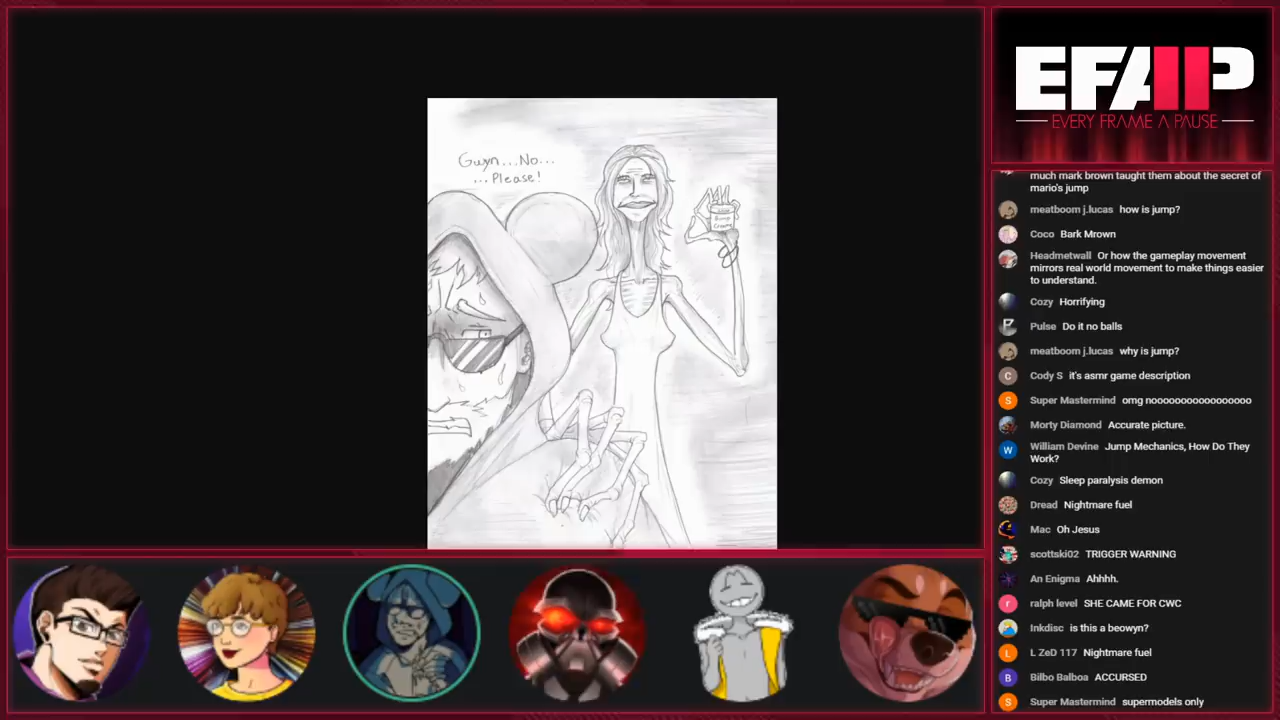 Gwyn...No...
...Please!
Bump
EFAP
EVERY FRAME A PAUSE
much mark brown taught them about the secret of
mario's jump
meatboom j.lucas how is jump?
Coco Bark Mrown
Headmetwall Or how the gameplay movement
mirrors real world movement to make things easier
to understand.
Cozy Horrifying
Pulse Do it no balls
meatboom j.lucas why is jump?
C
Cody S it's asmr game description
S
Super Mastermind omg nooooooooooooooooo
Morty Diamond Accurate picture.
W
William Devine Jump Mechanics, How Do They
Work?
Cozy Sleep paralysis demon
Dread Nightmare fuel
Mac Oh Jesus
scottski02 TRIGGER WARNING
An Enigma Ahhhh.
r
ralph level SHE CAME FOR CWC
Inkdisc is this a beowyn?
L
L ZeD 117 Nightmare fuel
B
Bilbo Balboa ACCURSED
S
Super Mastermind supermodels only